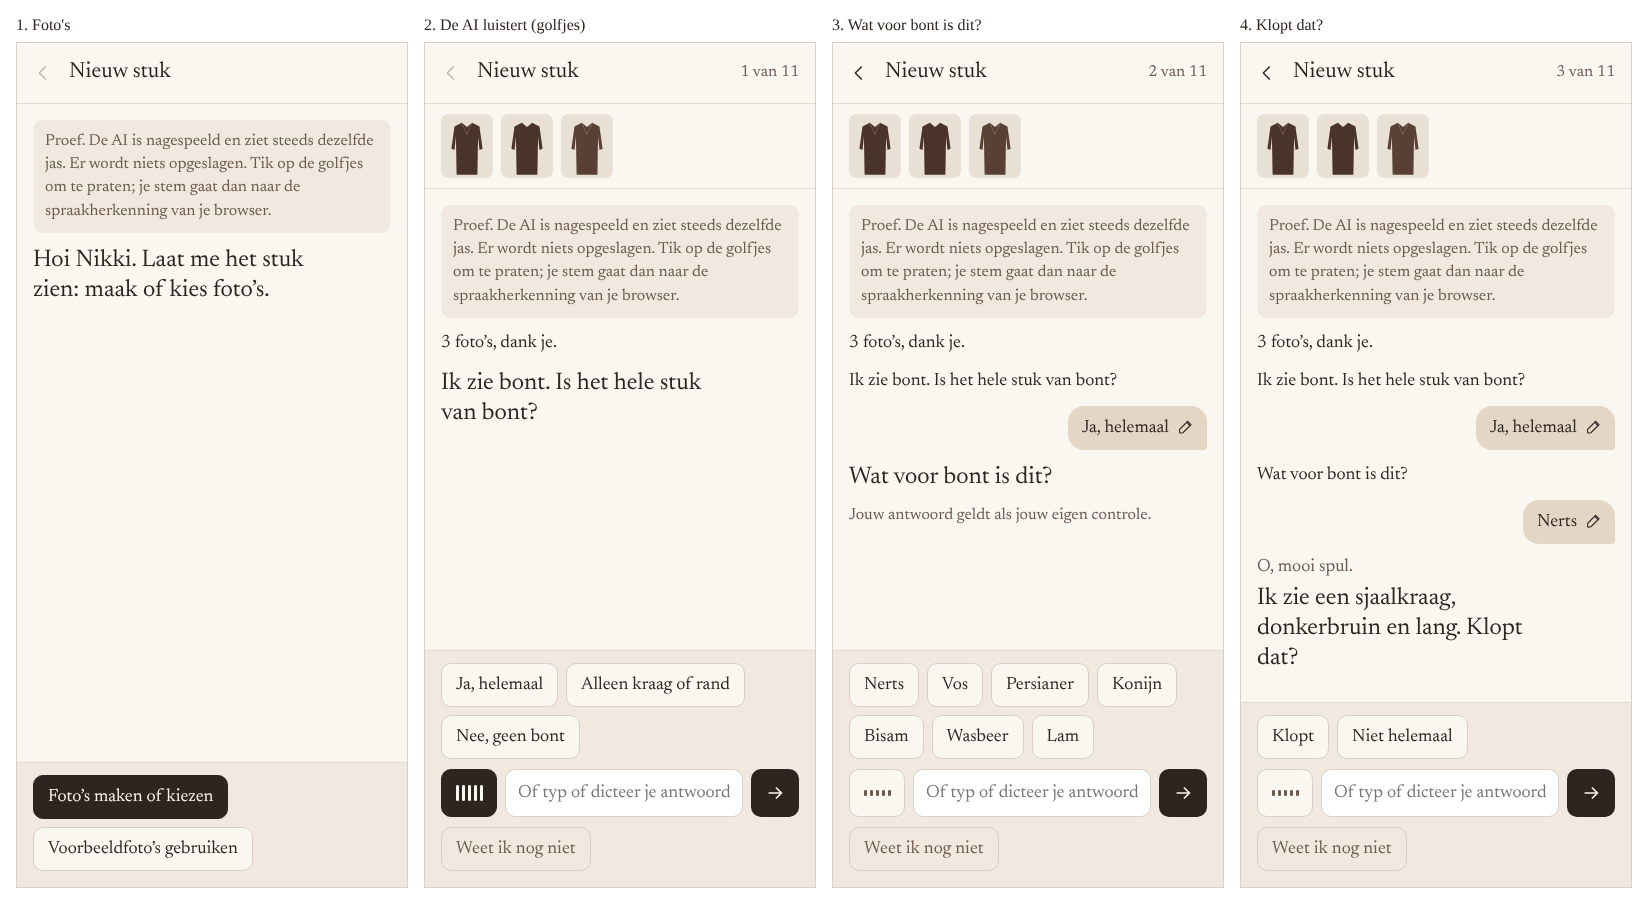 1. Foto's
Nieuw stuk
Proef. De AI is nagespeeld en ziet steeds dezelfde
jas. Er wordt niets opgeslagen. Tik op de golfjes
om te praten; je stem gaat dan naar de
spraakherkenning van je browser.
Hoi Nikki. Laat me het stuk
zien: maak of kies foto’s.
Foto’s maken of kiezen
Voorbeeldfoto’s gebruiken
2. De AI luistert (golfjes)
Nieuw stuk
1 van 11
Proef. De AI is nagespeeld en ziet steeds dezelfde
jas. Er wordt niets opgeslagen. Tik op de golfjes
om te praten; je stem gaat dan naar de
spraakherkenning van je browser.
3 foto’s, dank je.
Ik zie bont. Is het hele stuk
van bont?
Ja, helemaal
Alleen kraag of rand
Nee, geen bont
Of typ of dicteer je antwoord
Weet ik nog niet
3. Wat voor bont is dit?
Nieuw stuk
2 van 11
Proef. De AI is nagespeeld en ziet steeds dezelfde
jas. Er wordt niets opgeslagen. Tik op de golfjes
om te praten; je stem gaat dan naar de
spraakherkenning van je browser.
3 foto’s, dank je.
Ik zie bont. Is het hele stuk van bont?
Ja, helemaal
Wat voor bont is dit?
Jouw antwoord geldt als jouw eigen controle.
Nerts
Vos
Persianer
Konijn
Bisam
Wasbeer
Lam
Of typ of dicteer je antwoord
Weet ik nog niet
4. Klopt dat?
Nieuw stuk
3 van 11
Proef. De AI is nagespeeld en ziet steeds dezelfde
jas. Er wordt niets opgeslagen. Tik op de golfjes
om te praten; je stem gaat dan naar de
spraakherkenning van je browser.
3 foto’s, dank je.
Ik zie bont. Is het hele stuk van bont?
Ja, helemaal
Wat voor bont is dit?
Nerts
O, mooi spul.
Ik zie een sjaalkraag,
donkerbruin en lang. Klopt
dat?
Klopt
Niet helemaal
Of typ of dicteer je antwoord
Weet ik nog niet